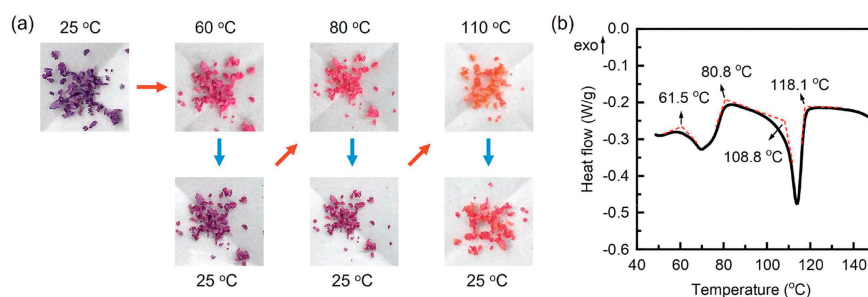 (a)
25 °C
60 °C
80 °C
110 °C
25 °C
25 °C
25 °C
(b)
0.0
-0.1
-0.2
-0.3
-0.4
-0.5
-0.6
Heat flow (W/g)
exo
61.5 °C
80.8 °C
118.1 °C
108.8 °C
40 60 80 100 120 140
Temperature (°C)